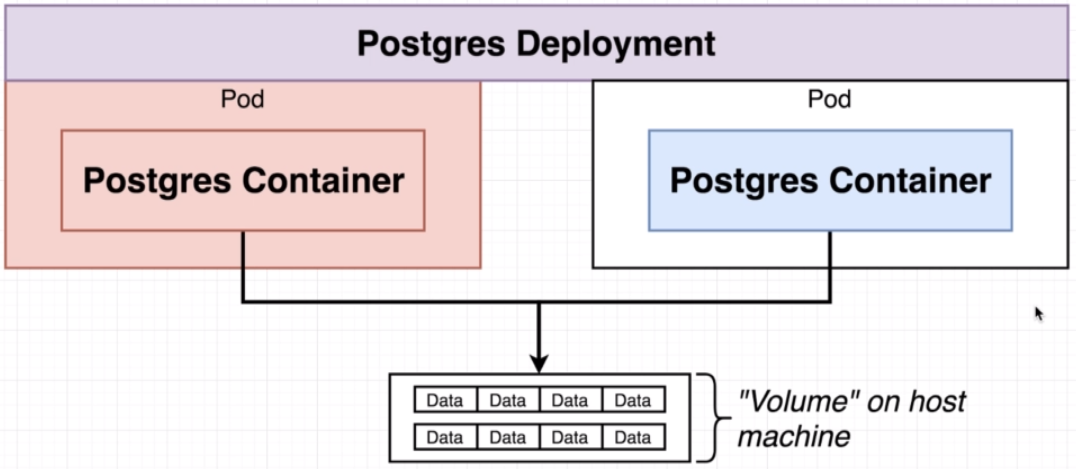 Postgres Deployment
Pod
Pod
Postgres Container
Postgres Container
Data Data Data Data
Data Data Data Data
"Volume" on host
machine